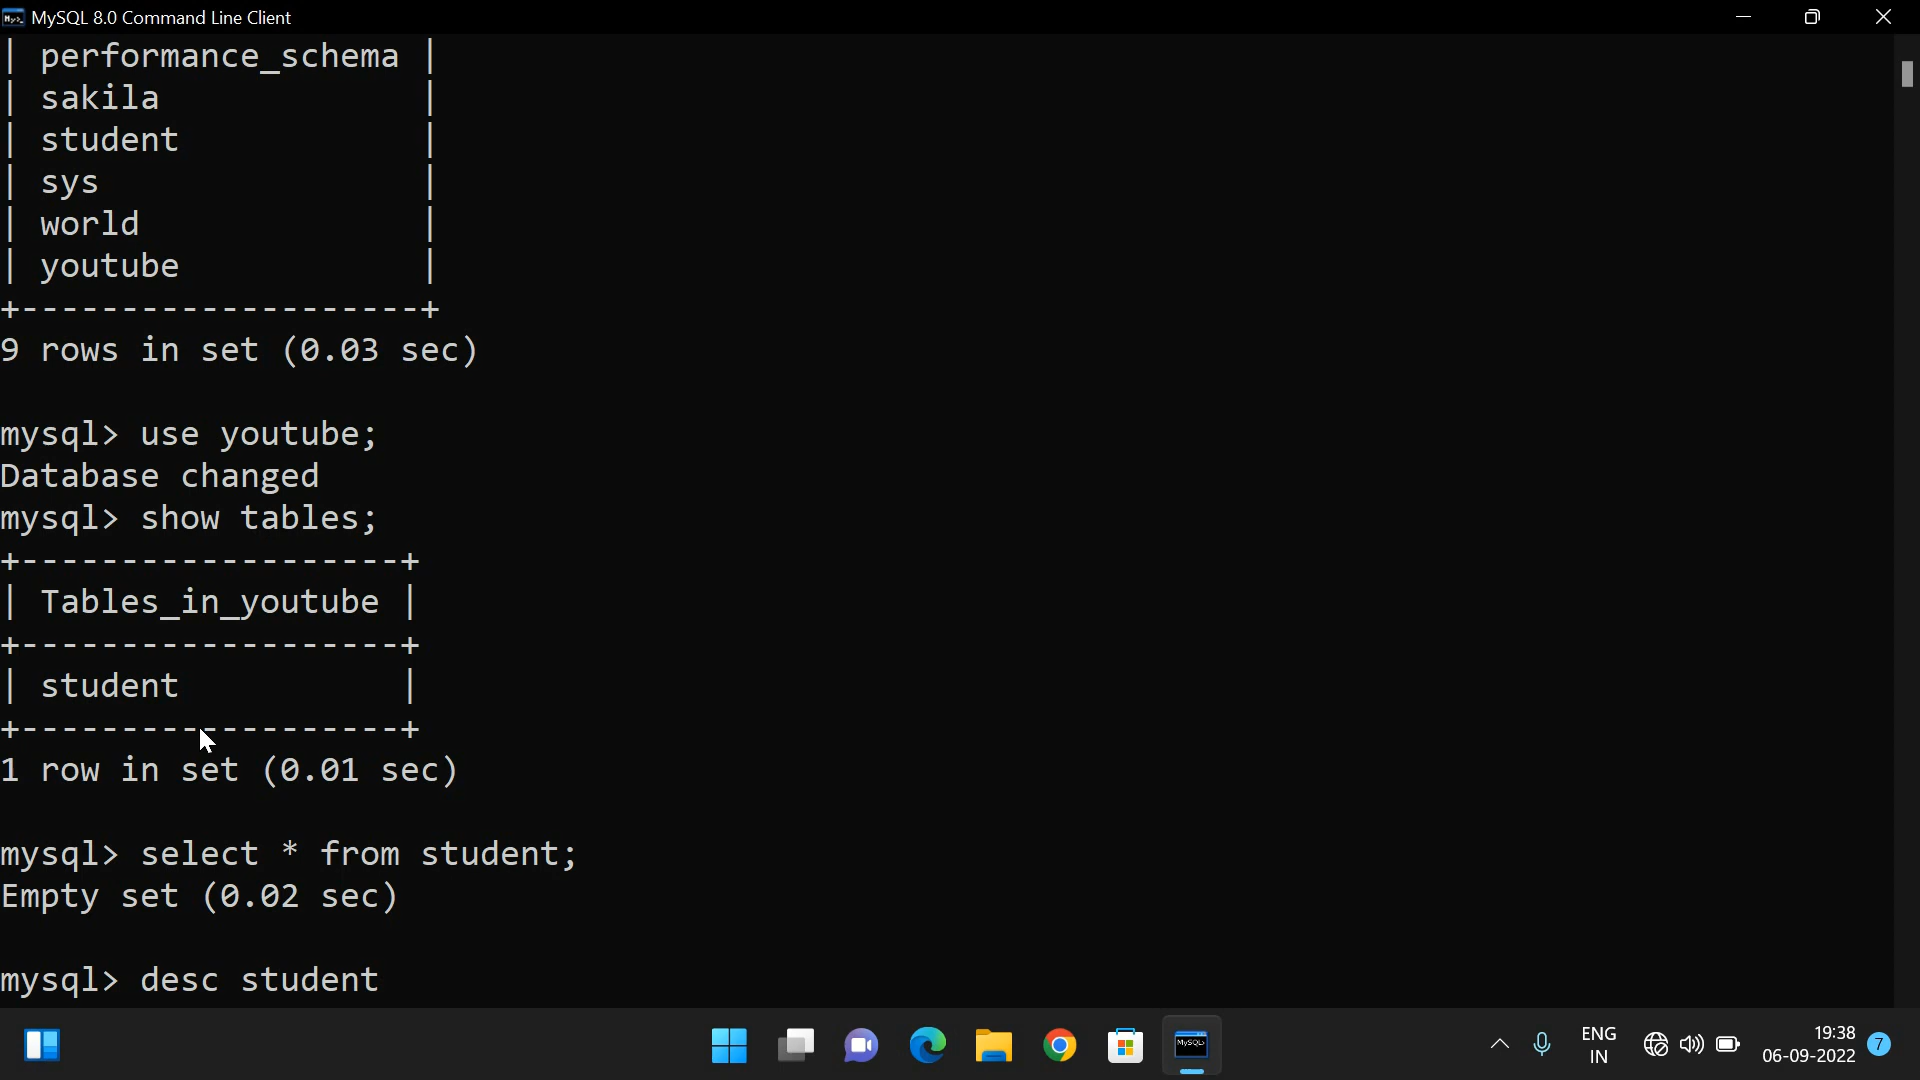 MySQL 8.0 Command Line Client
| performance_schema |
| sakila             |
| student            |
| sys                |
| world              |
| youtube            |
+--------------------+
9 rows in set (0.03 sec)
mysql> use youtube;
Database changed
mysql> show tables;
+-------------------+
| Tables_in_youtube |
+-------------------+
| student           |
+-------------------+
1 row in set (0.01 sec)
mysql> select * from student;
Empty set (0.02 sec)
mysql> desc student
MySQL>
ENG
IN
19:38
06-09-2022
7